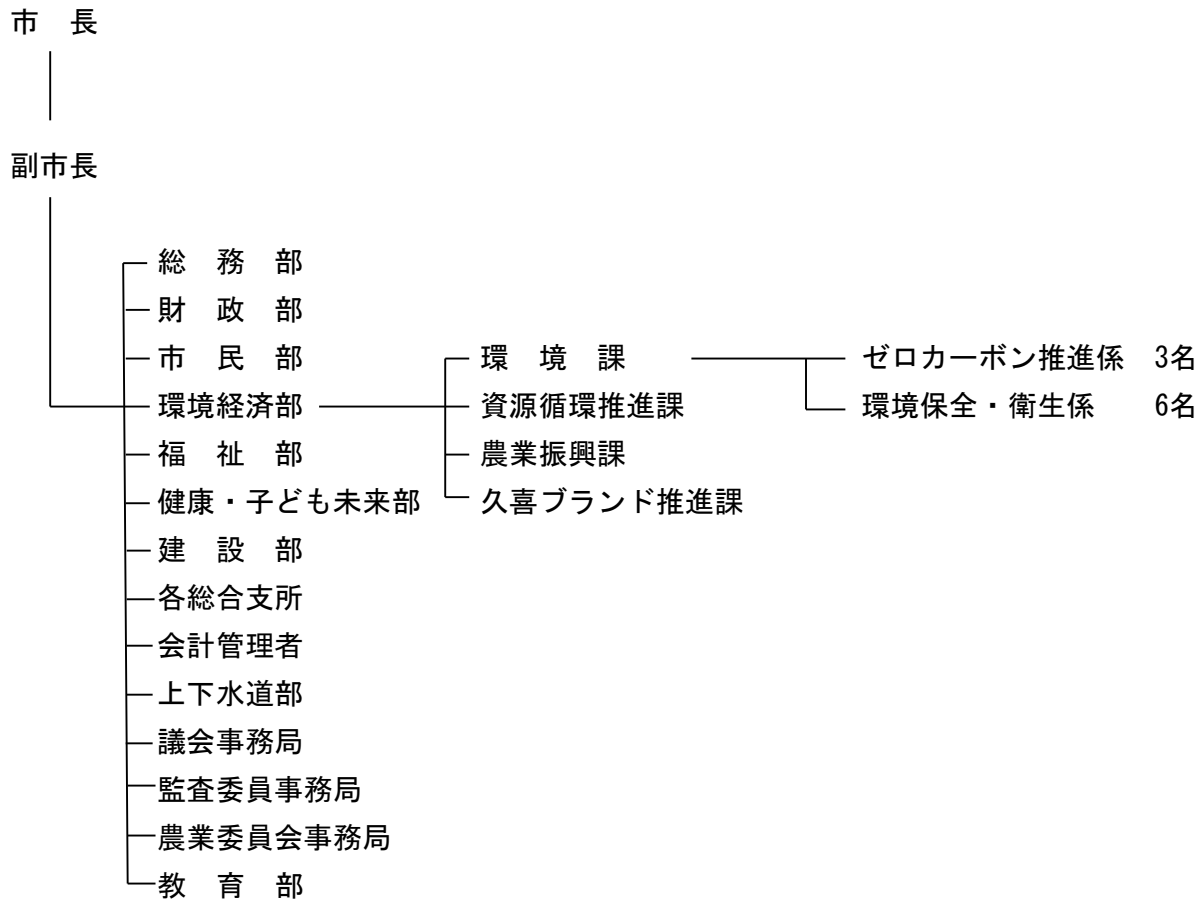 市　長
副市長
総　務　部
財　政　部
市　民　部　環　境　課　ゼロカーボン推進係　3名
環境経済部　資源循環推進課　環境保全・衛生係　6名
福　祉　部　農業振興課
健康・子ども未来部　久喜ブランド推進課
建　設　部
各総合支所
会計管理者
上下水道部
議会事務局
監査委員事務局
農業委員会事務局
教　育　部